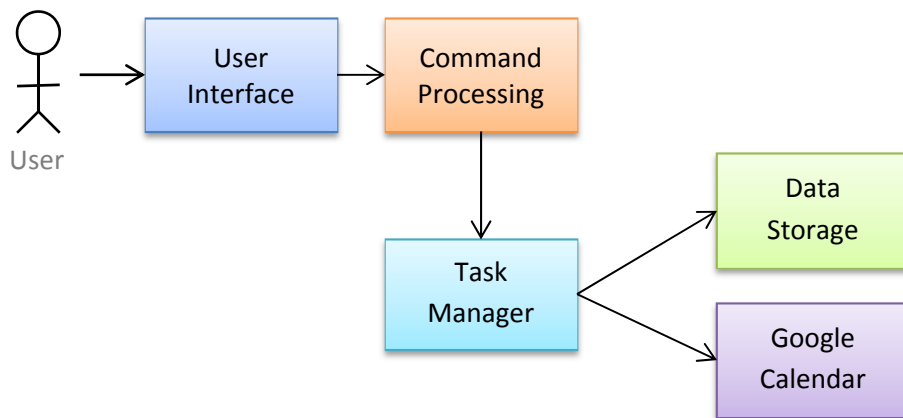 User
User
Interface
Command
Processing
Task
Manager
Data
Storage
Google
Calendar